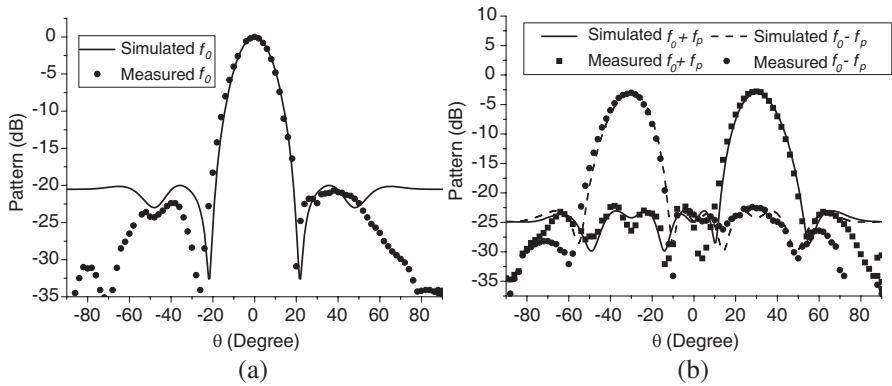 Simulated f0
Measured f0
0
-5
-10
-15
-20
-25
-30
-35
Pattern (dB)
-80 -60 -40 -20 0 20 40 60 80
θ (Degree)
(a)
Simulated f0+ fp
Simulated f0- fp
Measured f0+ fp
Measured f0- fp
10
5
0
-5
-10
-15
-20
-25
-30
-35
Pattern (dB)
-80 -60 -40 -20 0 20 40 60 80
θ (Degree)
(b)